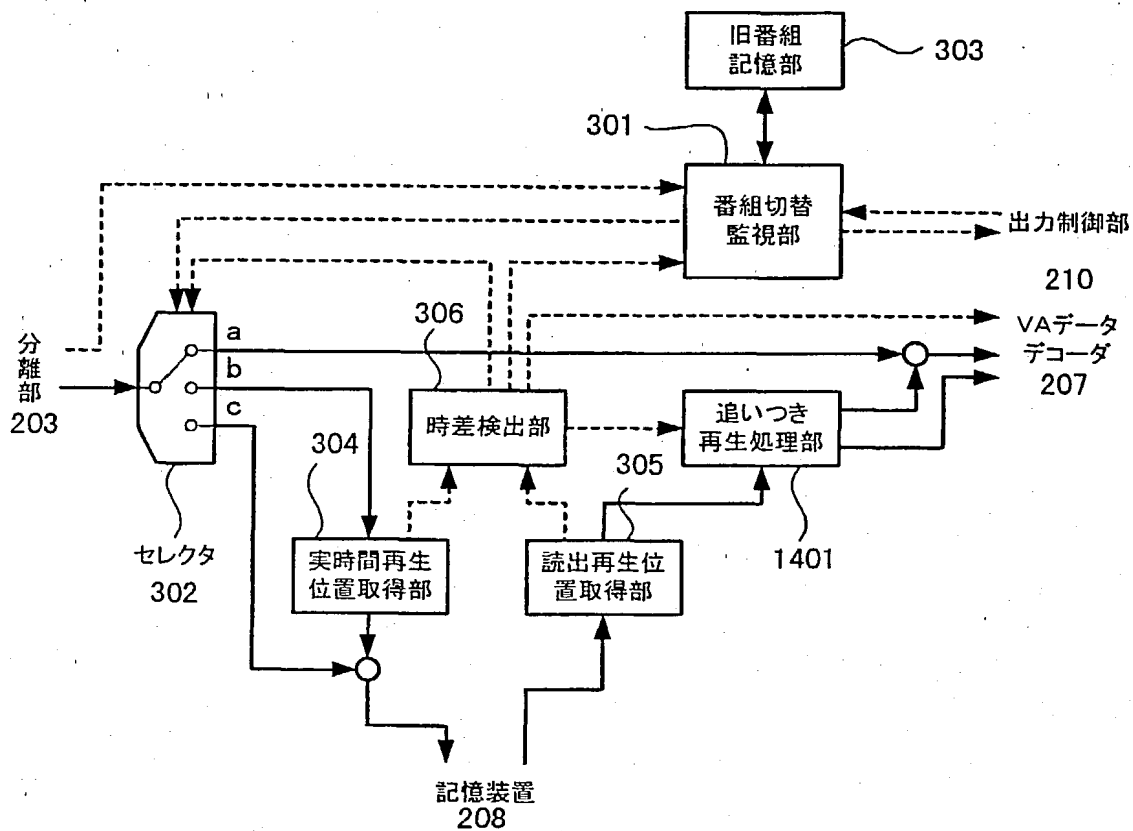 旧番組
記憶部
303
301
番組切替
監視部
出力制御部
210
306
VAデータ
デコーダ
207
分離部
203
a
b
c
時差検出部
追いつき
再生処理部
304
305
セレクタ
302
実時間再生
位置取得部
読出再生位
置取得部
1401
記憶装置
208